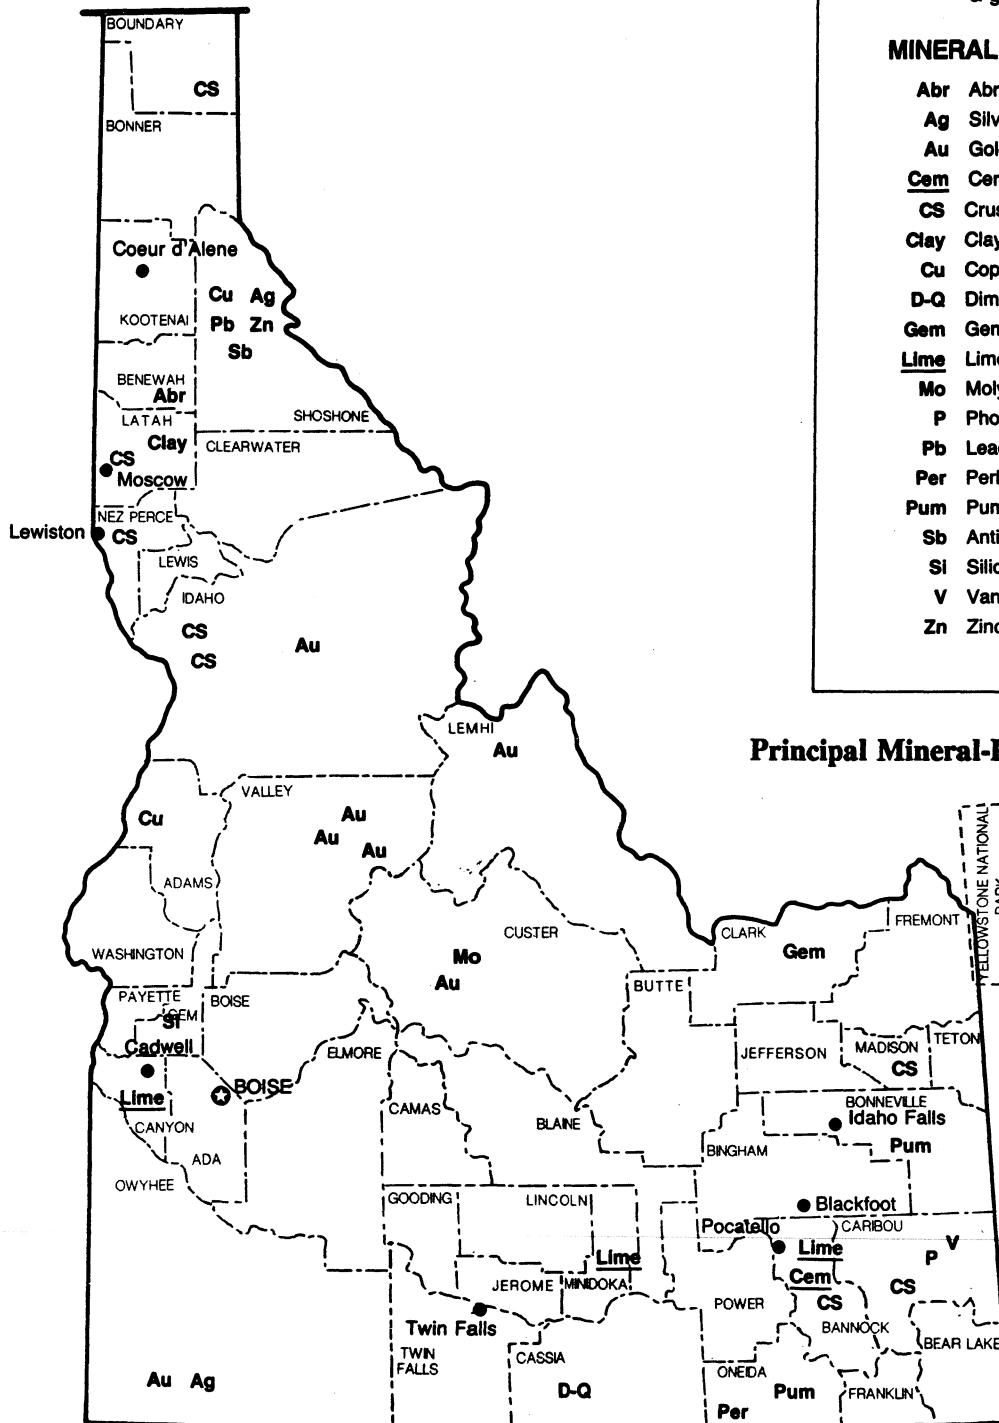 BOUNDARY
CS
BONNER
Coeur d'Alene
Cu Ag
KOOTENAI
Pb Zn
Sb
BENEWAH
Abr
LATAH
SHOSHONE
Clay
CLEARWATER
CS
Moscow
NEZ PERCE
Lewiston
CS
LEWIS
IDAHO
CS
Au
CS
LEMHI
Au
VALLEY
Cu
Au
Au
Au
ADAMS
CUSTER
WASHINGTON
Mo
Au
CLARK
Gem
FREMONT
YELLOWSTONE NATIONAL
PARK
BUTTE
PAYETTE
BOISE
GEM
Si
Cadwell
ELMORE
JEFFERSON
MADISON
TETON
CS
BOISE
Lime
CAMAS
BLAINE
BONNEVILLE
Idaho Falls
CANYON
BINGHAM
Pum
ADA
OWYHEE
GOODING
LINCOLN
Blackfoot
Pocatello
CARIBOU
Lime
Lime
P
V
JEROME
MINIDOKA
Cem
CS
CS
POWER
Twin Falls
BANNOCK
TWIN
FALLS
CASSIA
BEAR LAKE
ONEIDA
Au Ag
D-Q
Pum
FRANKLIN
Per
MINERAL
Abr Abr
Ag Silv
Au Gol
Cem Cer
CS Crus
Clay Clay
Cu Cop
D-Q Dim
Gem Gen
Lime Lime
Mo Moly
P Pho
Pb Lea
Per Perl
Pum Pum
Sb Anti
Si Silic
V Van
Zn Zinc
Principal Mineral-